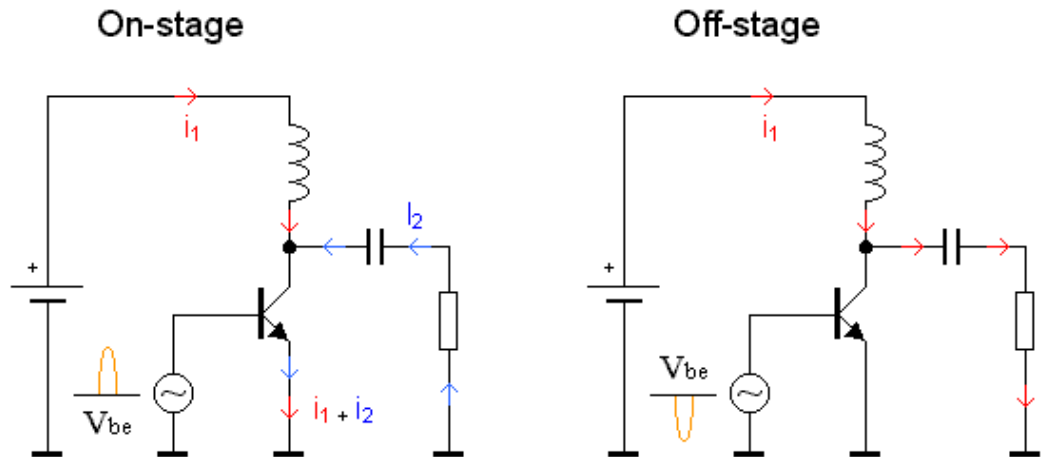 On-stage
Off-stage
i1
i1
I2
+
+
Vbe
i1 + i2
Vbe